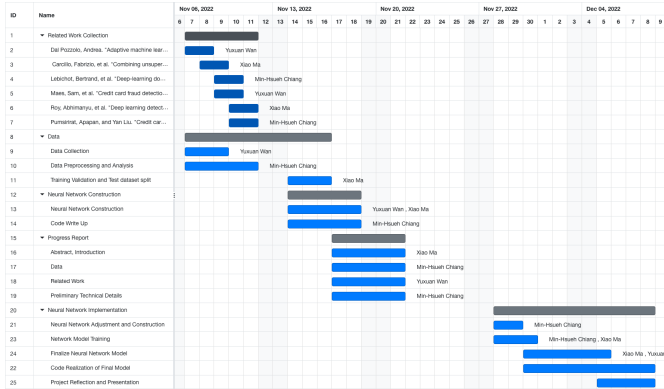 ID Name Nov 06, 2022 Nov 13, 2022 Nov 20, 2022 Nov 27, 2022 Dec 04, 2022
6 7 8 9 10 11 12 13 14 15 16 17 18 19 20 21 22 23 24 25 26 27 28 29 30 1 2 3 4 5 6 7 8 9
1 Related Work Collection
2 Dal Pozzolo, Andrea. "Adaptive machine lear... Yuxuan Wan
3 Carcillo, Fabrizio, et al. "Combining unsuper... Xiao Ma
4 Lebichot, Bertrand, et al. "Deep-learning do... Min-Hsueh Chiang
5 Maes, Sam, et al. "Credit card fraud detectio... Yuxuan Wan
6 Roy, Abhimanyu, et al. "Deep learning detect... Xiao Ma
7 Pumsirirat, Apapan, and Yan Liu. "Credit car... Min-Hsueh Chiang
8 Data
9 Data Collection Yuxuan Wan
10 Data Preprocessing and Analysis Min-Hsueh Chiang
11 Training Validation and Test dataset split Xiao Ma
12 Neural Network Construction
13 Neural Network Construction Yuxuan Wan , Xiao Ma
14 Code Write Up Min-Hsueh Chiang
15 Progress Report
16 Abstract, Introduction Xiao Ma
17 Data Min-Hsueh Chiang
18 Related Work Yuxuan Wan
19 Preliminary Technical Details Min-Hsueh Chiang
20 Neural Network Implementation
21 Neural Network Adjustment and Construction Min-Hsueh Chiang
23 Network Model Training Min-Hsueh Chiang , Xiao Ma
24 Finalize Neural Network Model Xiao Ma , Yuxuan
22 Code Realization of Final Model
25 Project Reflection and Presentation